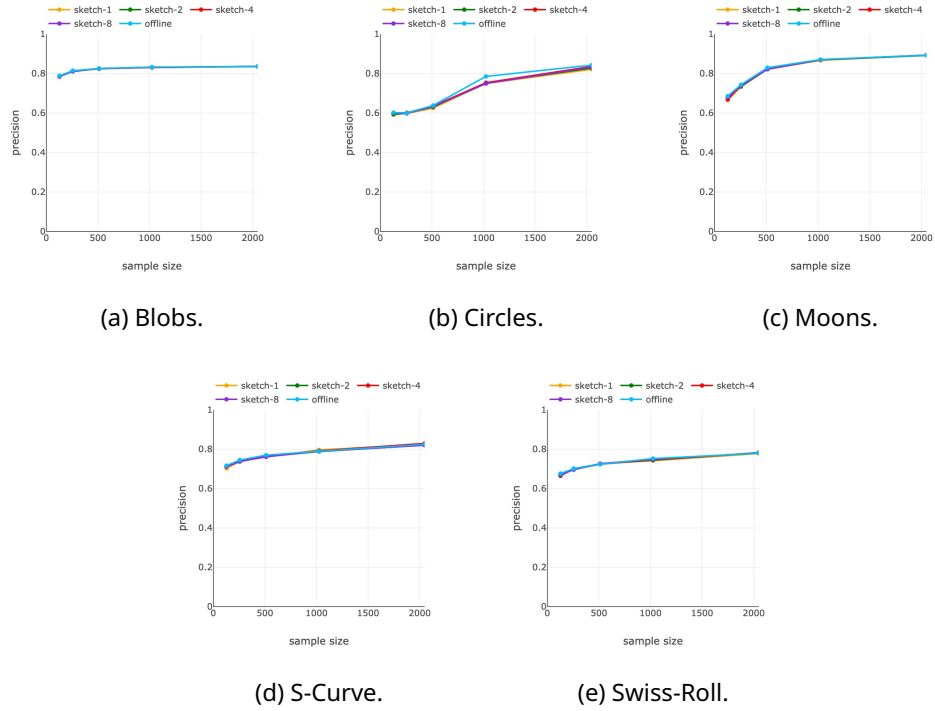 sketch-1 sketch-2 sketch-4
sketch-8 offline
1
0.8
0.6
0.4
0.2
0
precision
0 500 1000 1500 2000
sample size
(a) Blobs.
sketch-1 sketch-2 sketch-4
sketch-8 offline
1
0.8
0.6
0.4
0.2
0
precision
0 500 1000 1500 2000
sample size
(b) Circles.
sketch-1 sketch-2 sketch-4
sketch-8 offline
1
0.8
0.6
0.4
0.2
0
precision
0 500 1000 1500 2000
sample size
(c) Moons.
sketch-1 sketch-2 sketch-4
sketch-8 offline
1
0.8
0.6
0.4
0.2
0
precision
0 500 1000 1500 2000
sample size
(d) S-Curve.
sketch-1 sketch-2 sketch-4
sketch-8 offline
1
0.8
0.6
0.4
0.2
0
precision
0 500 1000 1500 2000
sample size
(e) Swiss-Roll.